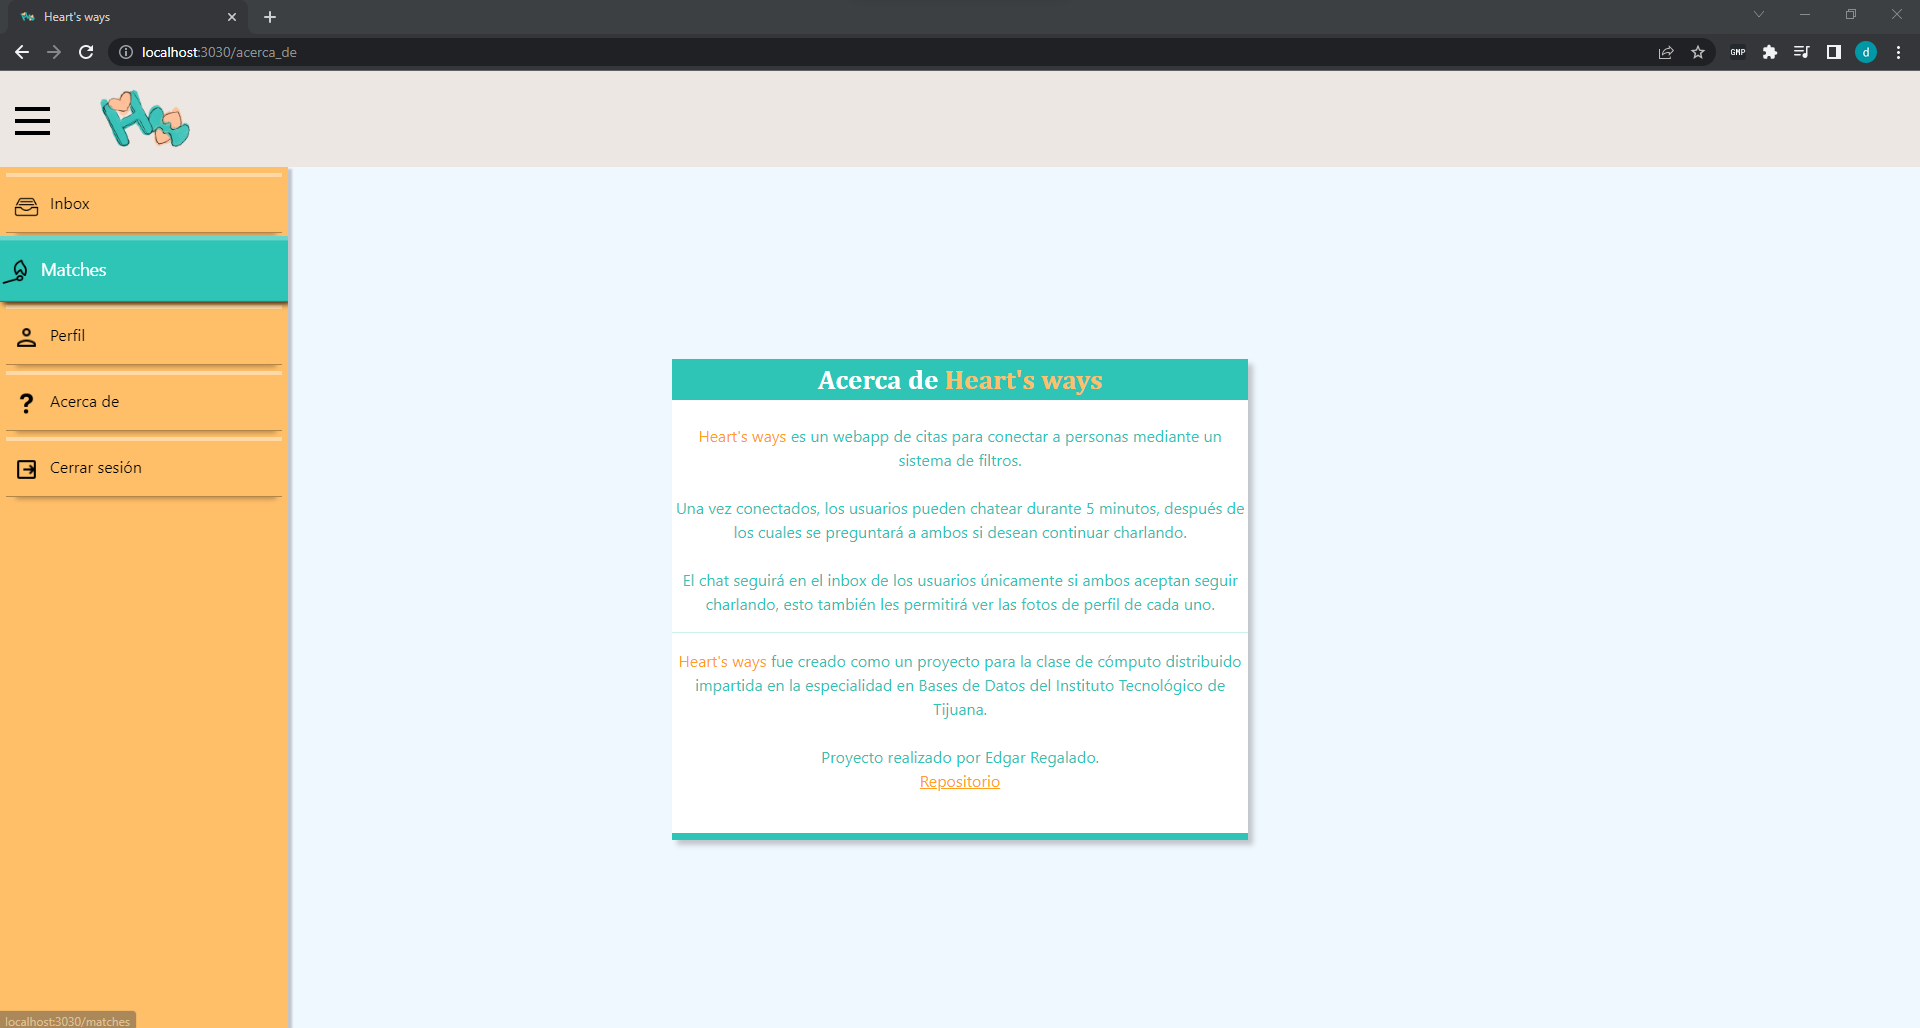 Heart's ways
localhost:3030/acerca_de
GMP
d
Hw
Inbox
Matches
Perfil
Acerca de
Cerrar sesión
Acerca de Heart's ways
Heart's ways es un webapp de citas para conectar a personas mediante un
sistema de filtros.
Una vez conectados, los usuarios pueden chatear durante 5 minutos, después de
los cuales se preguntará a ambos si desean continuar charlando.
El chat seguirá en el inbox de los usuarios únicamente si ambos aceptan seguir
charlando, esto también les permitirá ver las fotos de perfil de cada uno.
Heart's ways fue creado como un proyecto para la clase de cómputo distribuido
impartida en la especialidad en Bases de Datos del Instituto Tecnológico de
Tijuana.
Proyecto realizado por Edgar Regalado.
Repositorio
localhost:3030/matches